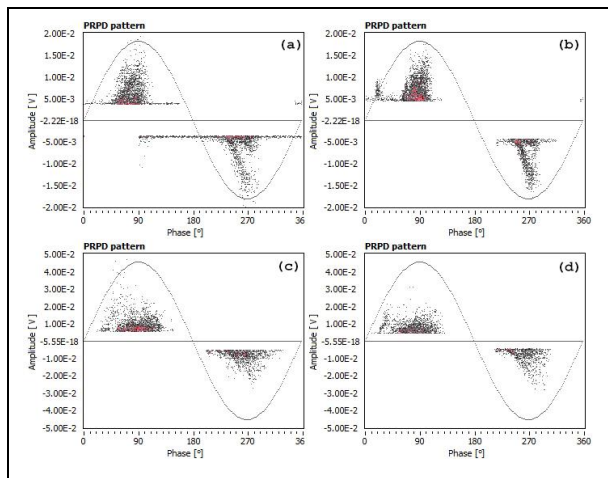 PRPD pattern
(a)
Amplitude [ V ]
2.00E-2
1.50E-2
1.00E-2
5.00E-3
-2.22E-18
-5.00E-3
-1.00E-2
-1.50E-2
-2.00E-2
0 90 180 270 36
Phase [°]
PRPD pattern
(b)
Amplitude [ V ]
2.00E-2
1.50E-2
1.00E-2
5.00E-3
-2.22E-18
-5.00E-3
-1.00E-2
-1.50E-2
-2.00E-2
0 90 180 270 360
Phase [°]
PRPD pattern
(c)
Amplitude [ V ]
5.00E-2
4.00E-2
3.00E-2
2.00E-2
1.00E-2
-5.55E-18
-1.00E-2
-2.00E-2
-3.00E-2
-4.00E-2
-5.00E-2
0 90 180 270 36
Phase [°]
PRPD pattern
(d)
Amplitude [ V ]
5.00E-2
4.00E-2
3.00E-2
2.00E-2
1.00E-2
-5.55E-18
-1.00E-2
-2.00E-2
-3.00E-2
-4.00E-2
-5.00E-2
0 90 180 270 360
Phase [°]